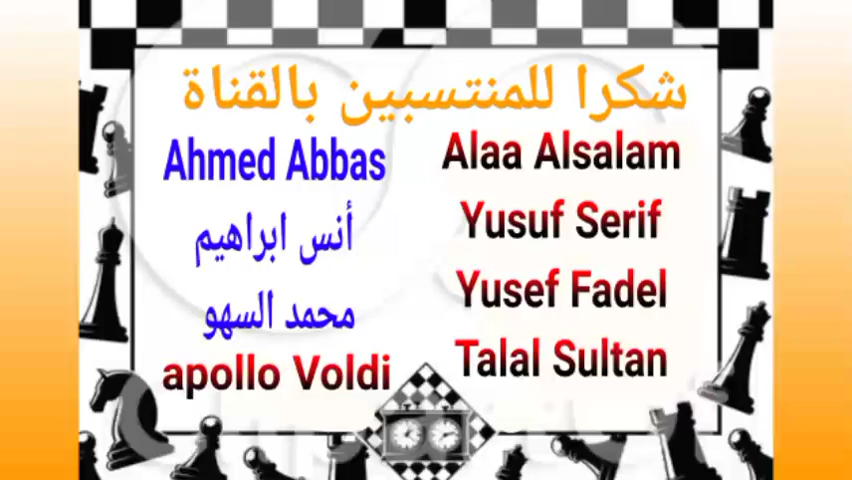 شكرا للمنتسبين بالقناة
Ahmed Abbas
أنس ابراهيم
محمد السهو
apollo Voldi
Alaa Alsalam
Yusuf Serif
Yusef Fadel
Talal Sultan